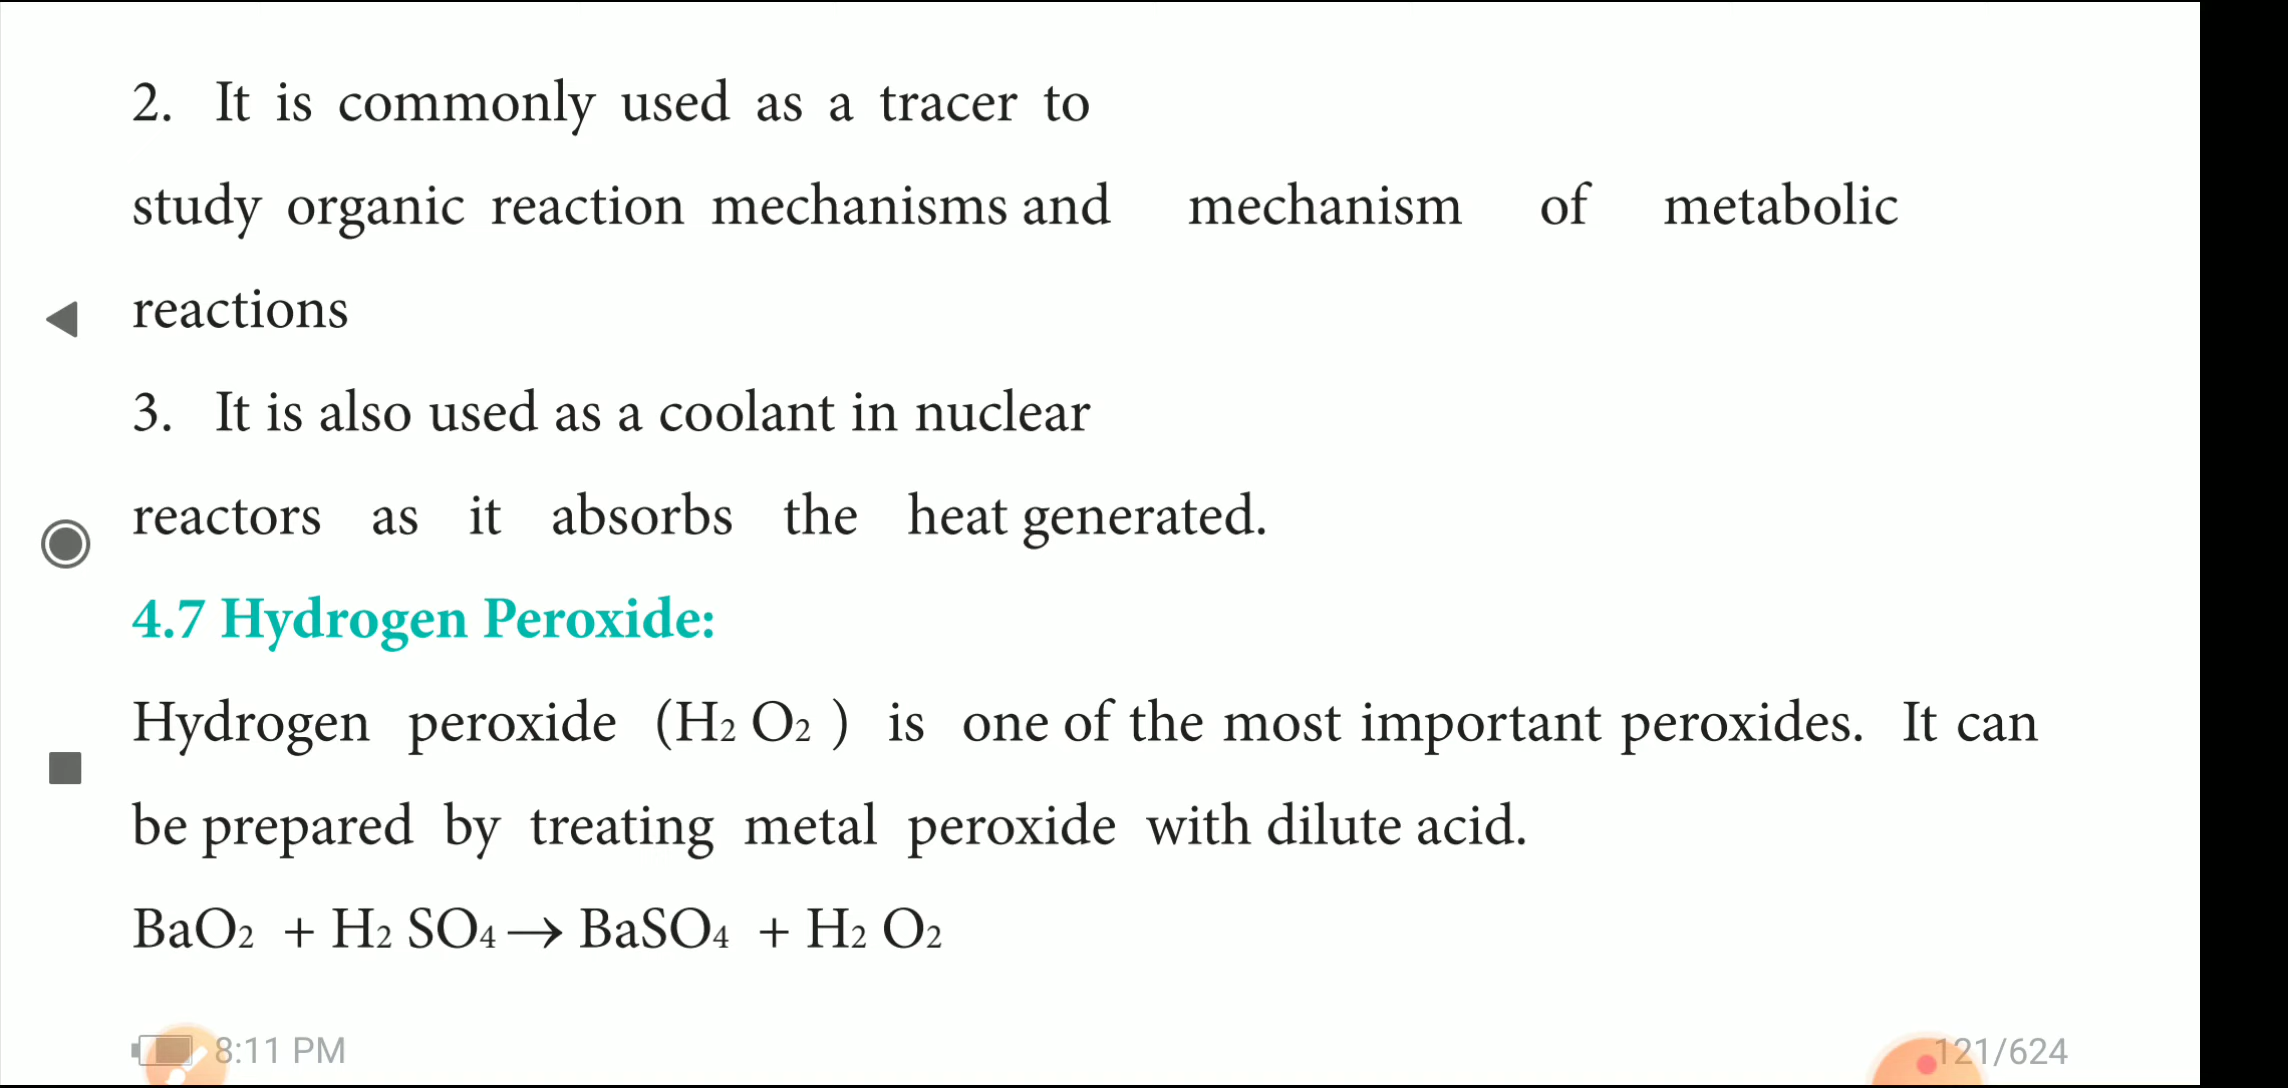 2. It is commonly used as a tracer to
study organic reaction mechanisms and mechanism of metabolic
reactions
3. It is also used as a coolant in nuclear
reactors as it absorbs the heat generated.
4.7 Hydrogen Peroxide:
Hydrogen peroxide (H2 O2 ) is one of the most important peroxides. It can
be prepared by treating metal peroxide with dilute acid.
BaO2 + H2 SO4 → BaSO4 + H2 O2
8:11 PM
121/624